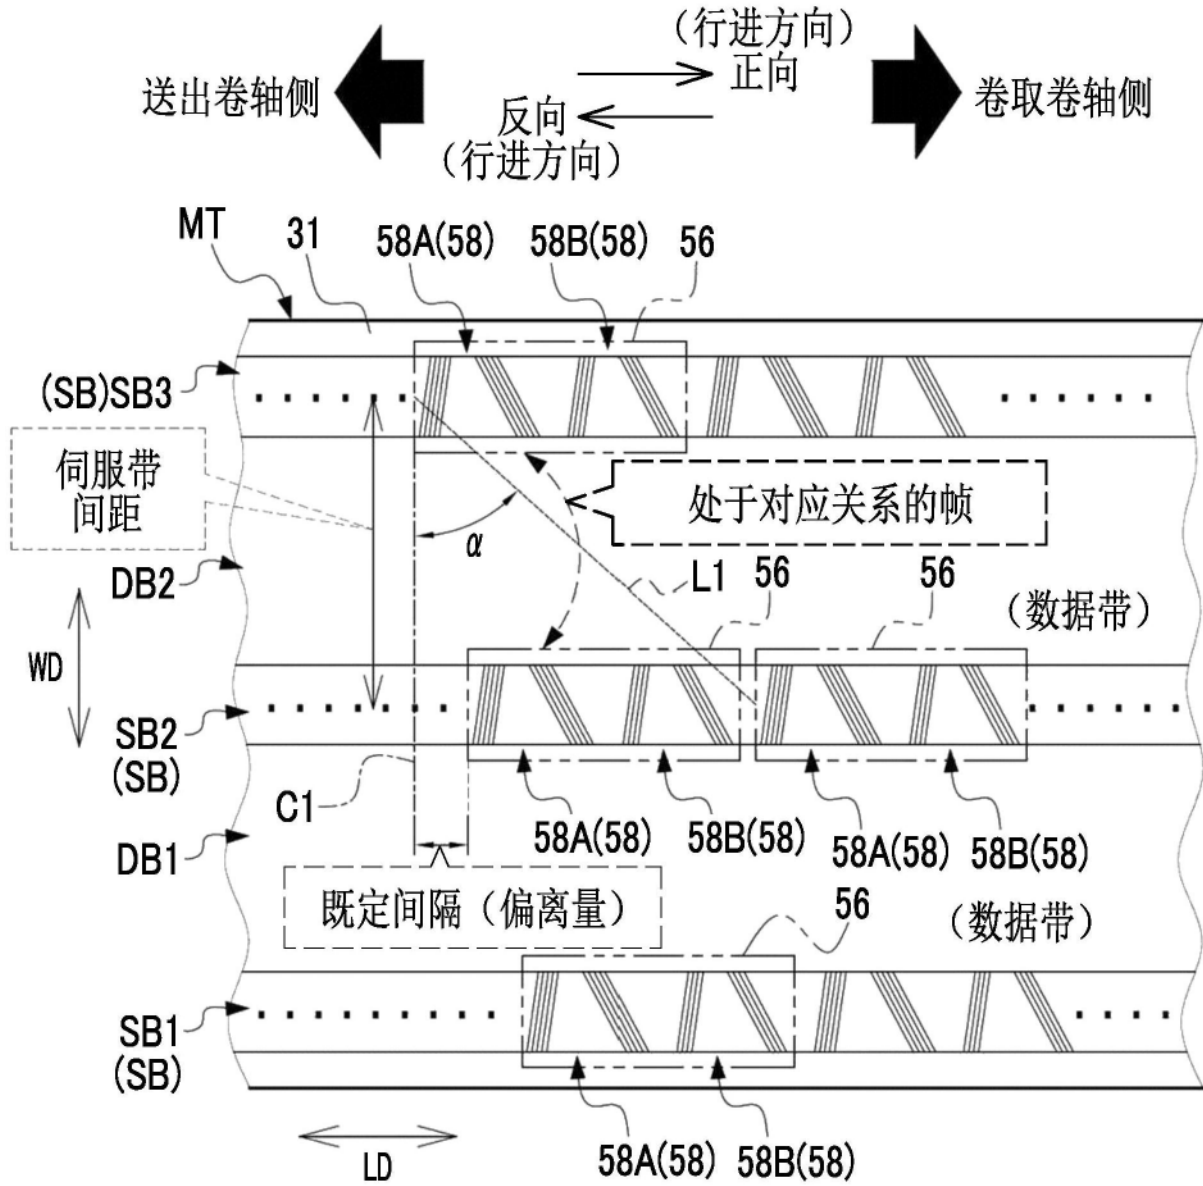 (行进方向)
送出卷轴侧
正向
卷取卷轴侧
反向
(行进方向)
MT
31
58A(58)
58B(58)
56
(SB)SB3
伺服带
间距
处于对应关系的帧
α
DB2
L1
56
56
(数据带)
WD
SB2
(SB)
C1
58A(58)
58B(58)
58A(58)
58B(58)
DB1
既定间隔(偏离量)
56
(数据带)
SB1
(SB)
58A(58)
58B(58)
LD